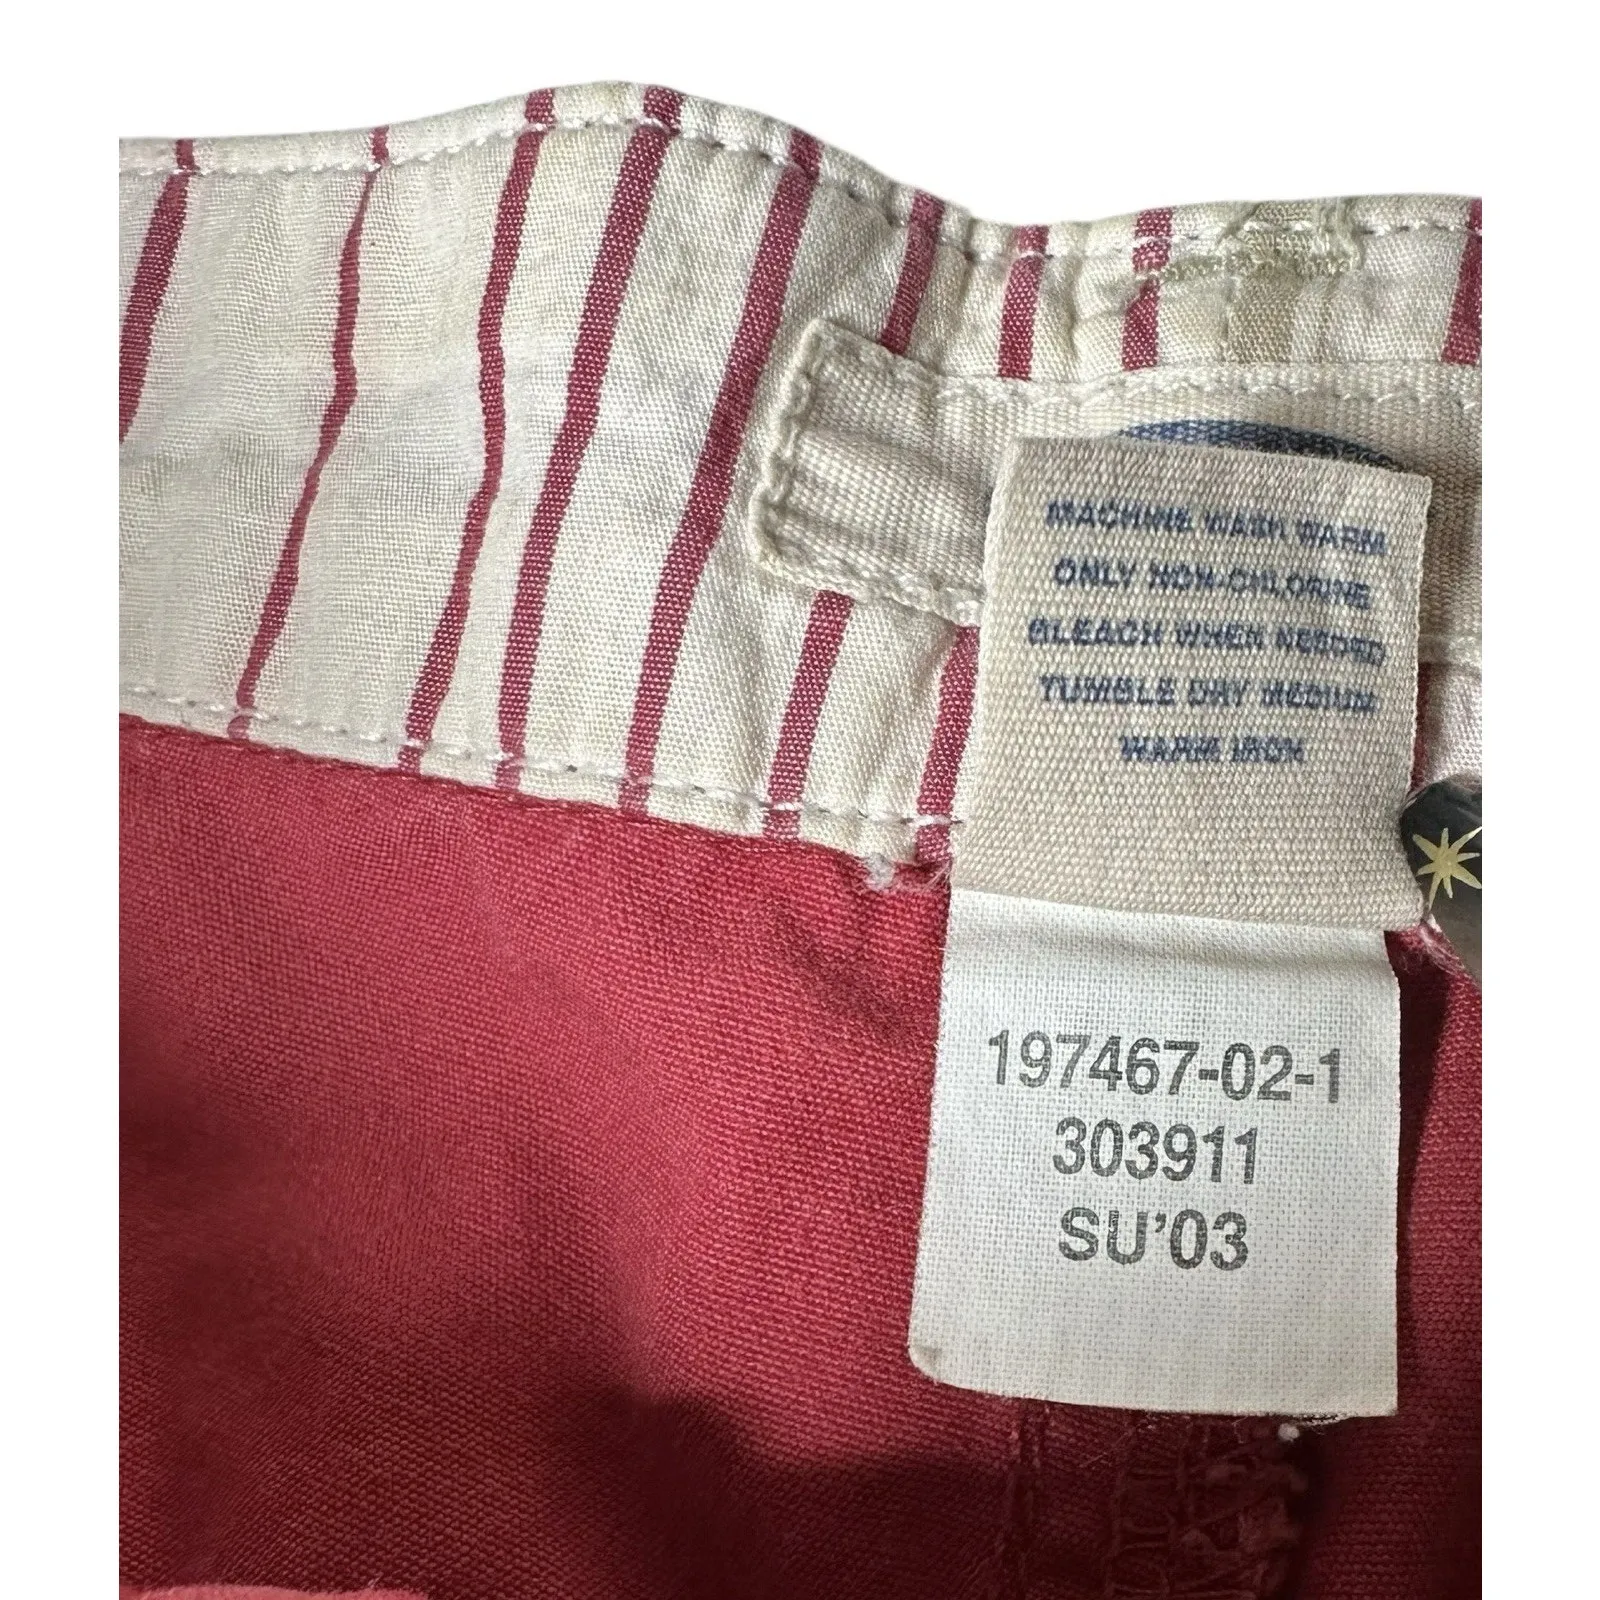 MACHINE WASH WARM
ONLY NON-CHLORINE
BLEACH WHEN NEEDED
TUMBLE DRY MEDIUM
WARM IRON
197467-02-1
303911
SU'03